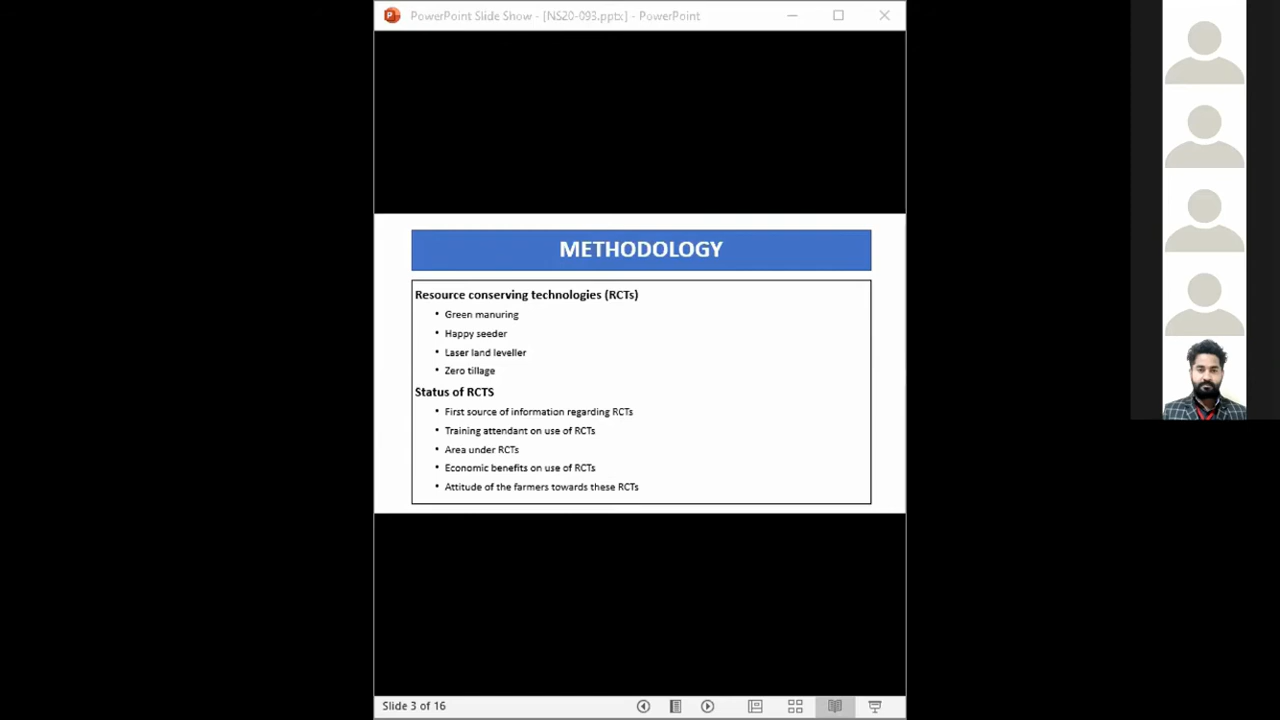 PowerPoint Slide Show - [NS20-093.pptx] - PowerPoint
METHODOLOGY
Resource conserving technologies (RCTs)
• Green manuring
• Happy seeder
• Laser land leveller
• Zero tillage
Status of RCTS
• First source of information regarding RCTs
• Training attendant on use of RCTs
• Area under RCTs
• Economic benefits on use of RCTs
• Attitude of the farmers towards these RCTs
Slide 3 of 16